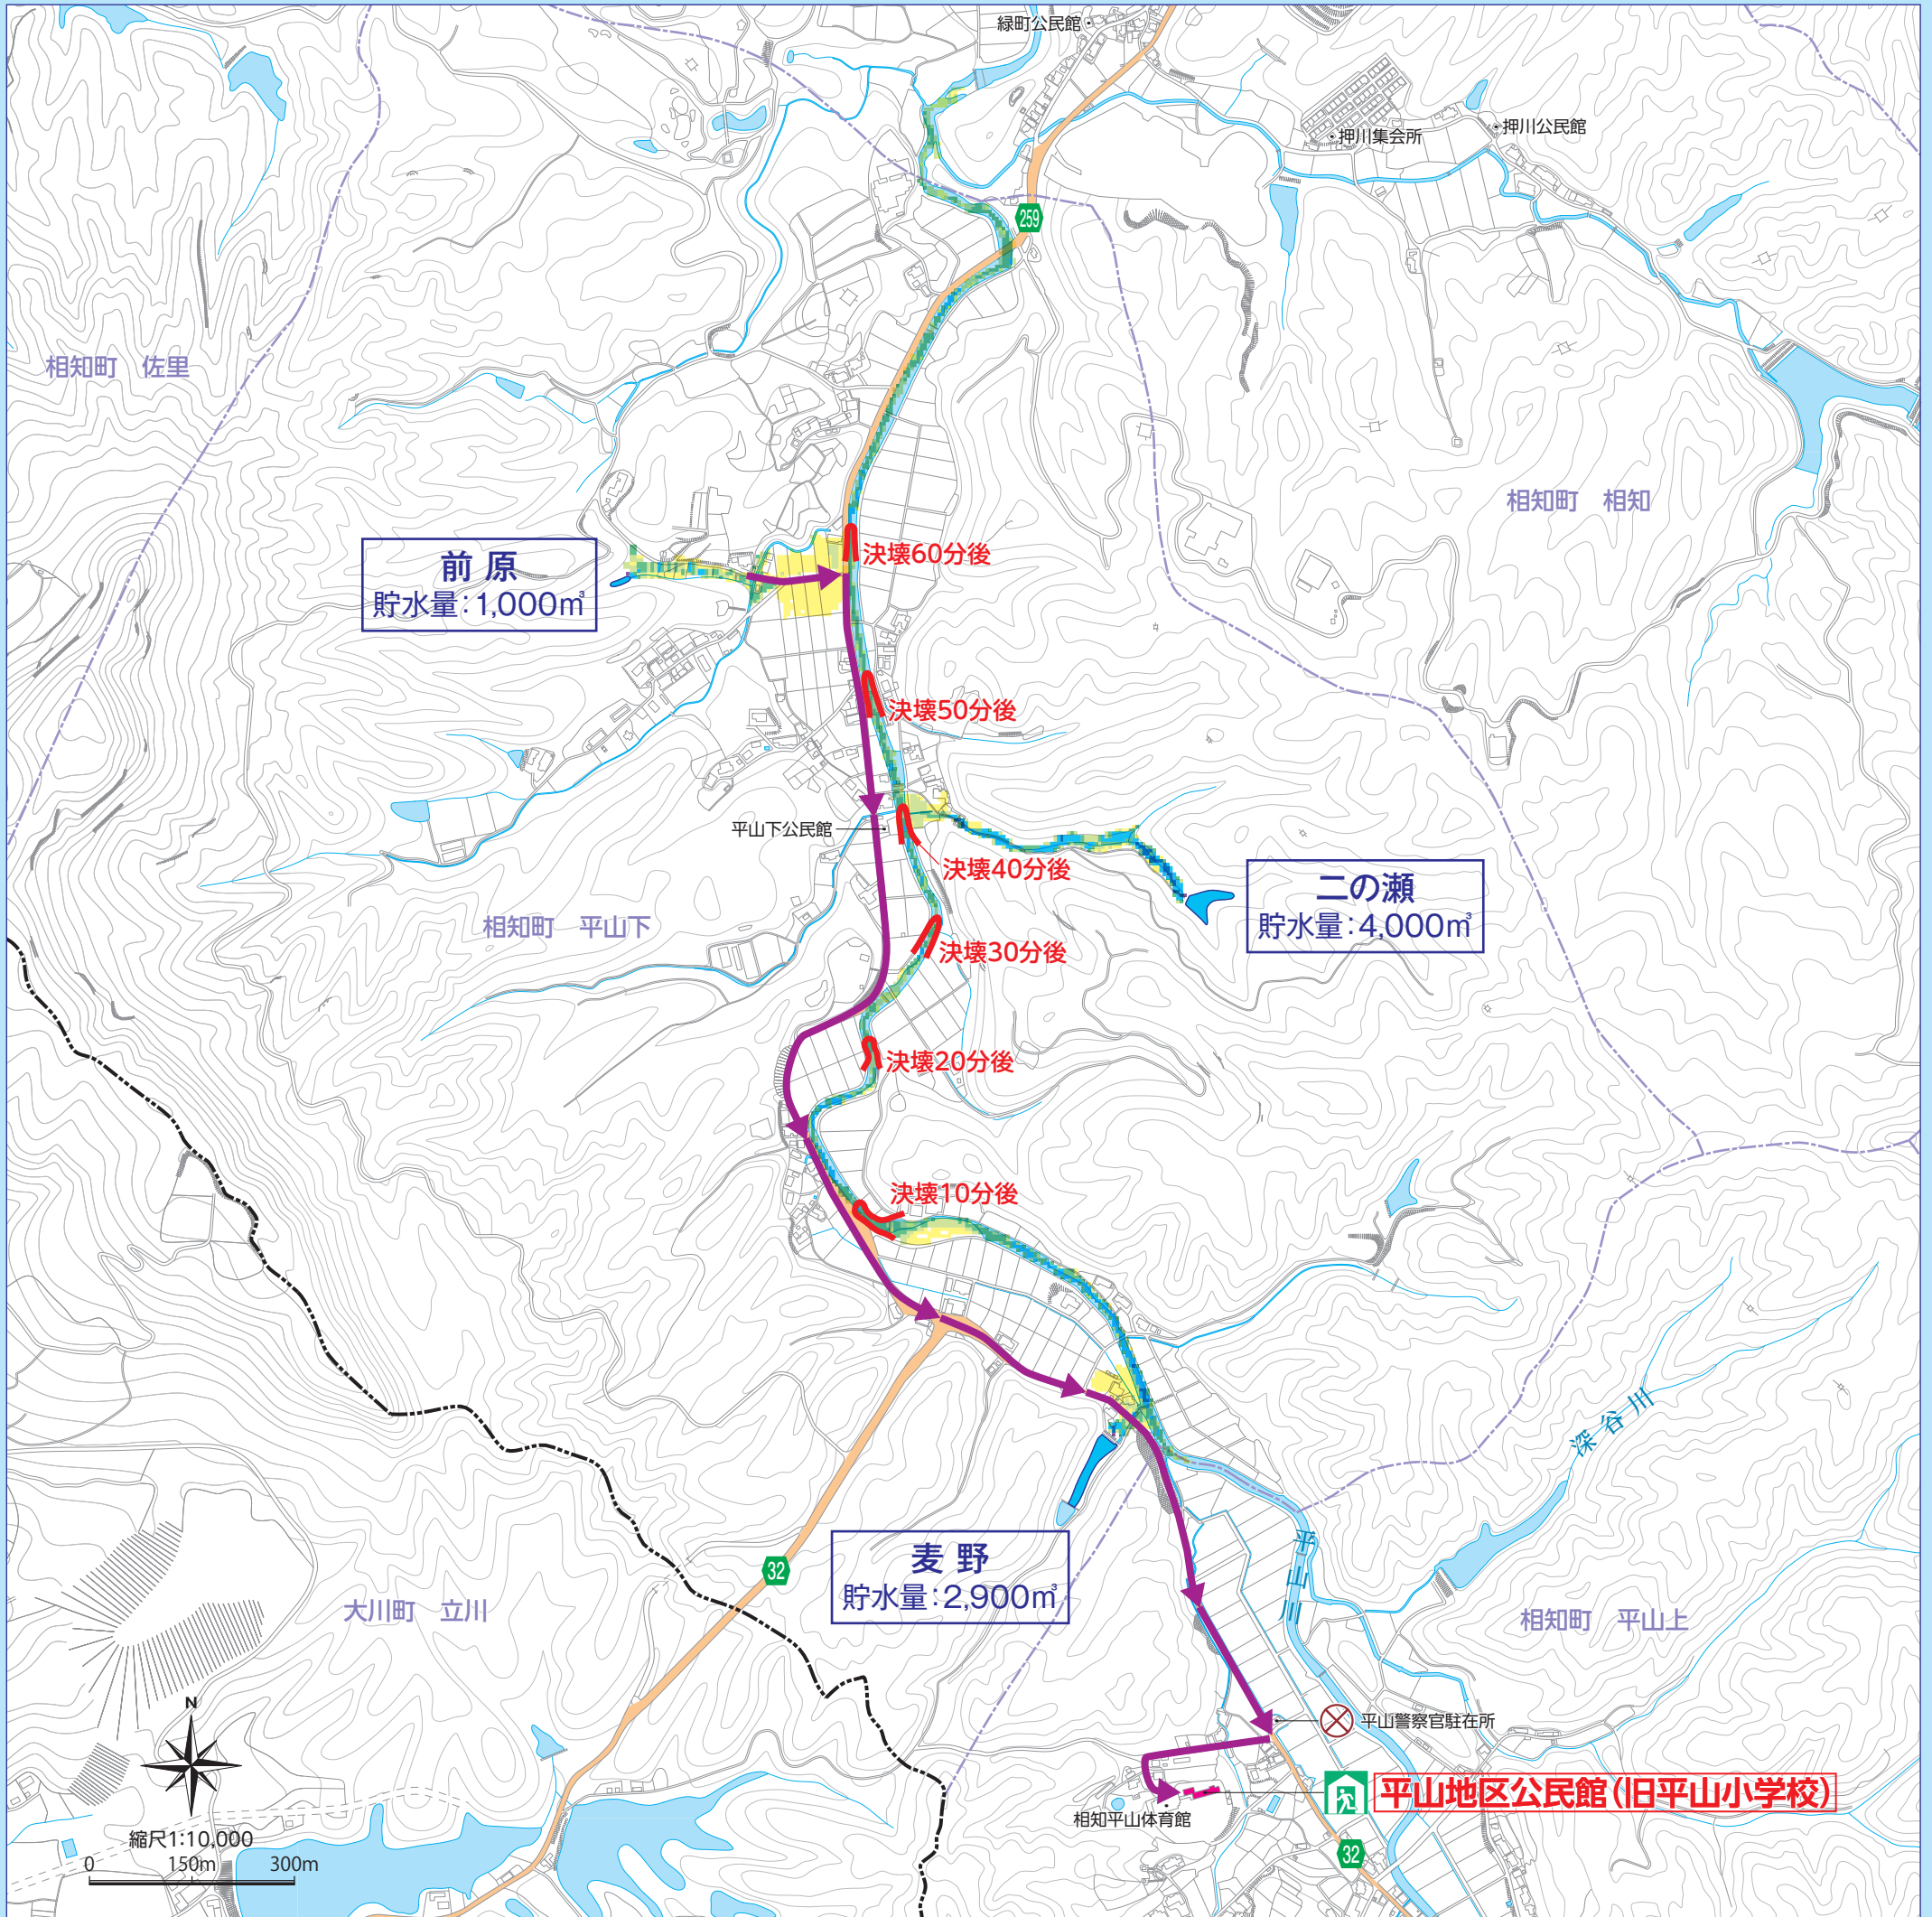 緑町公民館
押川集会所
押川公民館
259
相知町 佐里
相知町 相知
前 原
貯水量：1,000㎥
決壊60分後
決壊50分後
平山下公民館
決壊40分後
二の瀬
貯水量：4,000㎥
相知町 平山下
決壊30分後
決壊20分後
決壊10分後
深谷川
平山川
麦 野
貯水量：2,900㎥
32
大川町 立川
相知町 平山上
N
平山警察官駐在所
平山地区公民館（旧平山小学校）
相知平山体育館
縮尺1:10,000
0 150m 300m
32